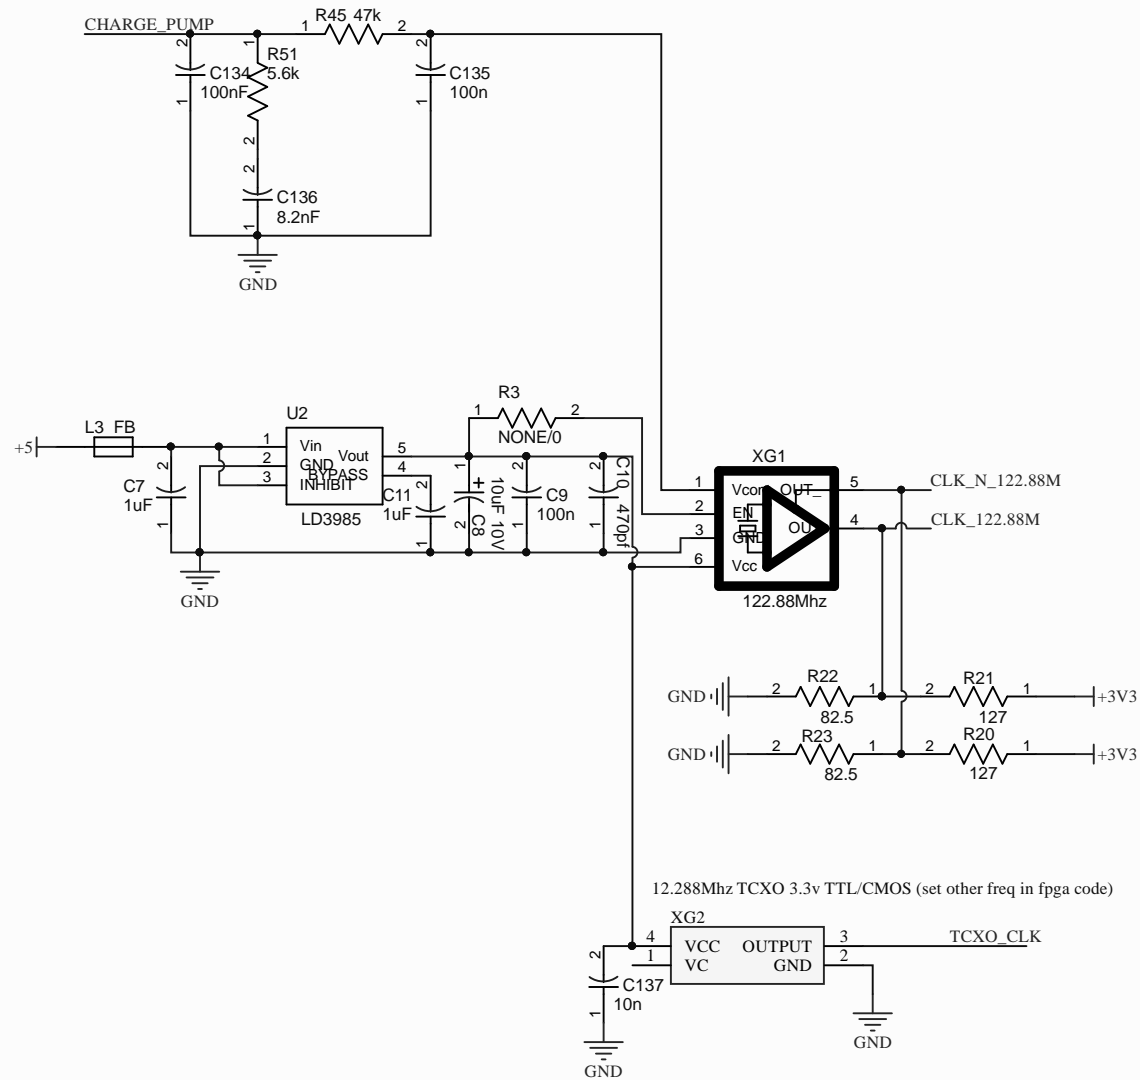 CHARGE_PUMP
1 R45 47k 2
2 C134 100nF 1
1 R51 5.6k 2
2 C135 100n 1
2 C136 8.2nF 1
GND
+5
L3 FB
2 C7 1uF 1
U2
1 Vin
2 GND
3 INHIBIT
Vout 5
BYPASS 4
LD3985
GND
2 C11 1uF 1
1 R3 2
NONE/0
1 + 10uF 10V C8 2
2 C9 100n 1
2 C10 470pf 1
XG1
1 Vcon
2 EN
3 GND
6 Vcc
OUT_ 5
OU 4
122.88Mhz
CLK_N_122.88M
CLK_122.88M
GND 2 R22 1
82.5
2 R21 1 +3V3
127
GND 2 R23 1
82.5
2 R20 1 +3V3
127
12.288Mhz TCXO 3.3v TTL/CMOS (set other freq in fpga code)
XG2
4 VCC OUTPUT 3
1 VC GND 2
TCXO_CLK
2 C137 10n 1
GND
GND